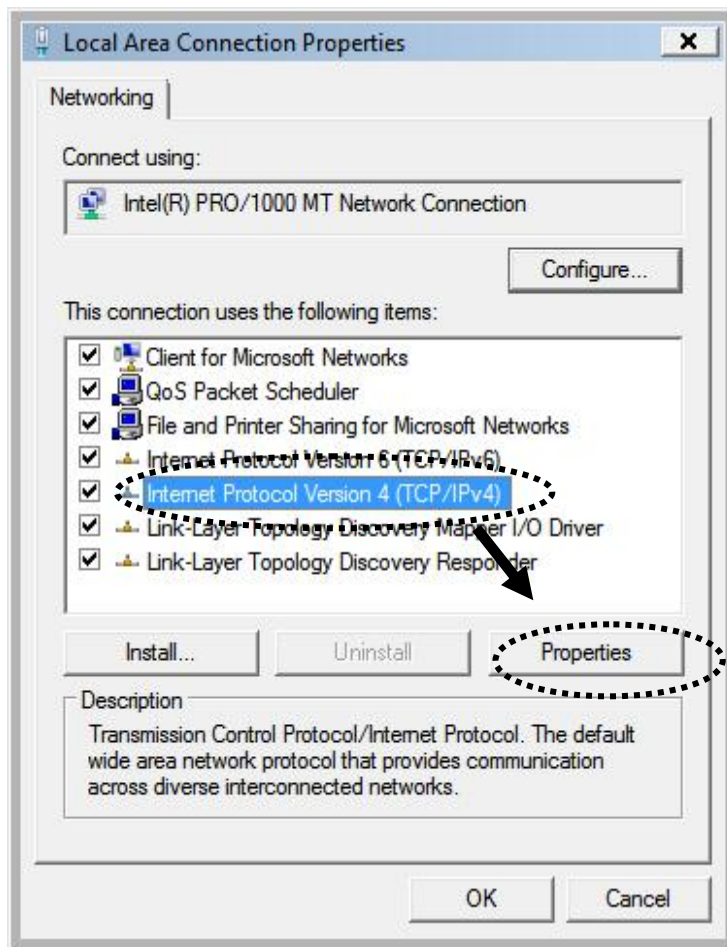 Local Area Connection Properties
Networking
Connect using:
Intel(R) PRO/1000 MT Network Connection
Configure...
This connection uses the following items:
Client for Microsoft Networks
QoS Packet Scheduler
File and Printer Sharing for Microsoft Networks
Internet Protocol Version 6 (TCP/IPv6)
Internet Protocol Version 4 (TCP/IPv4)
Link-Layer Topology Discovery Mapper I/O Driver
Link-Layer Topology Discovery Responder
Install...
Uninstall
Properties
Description
Transmission Control Protocol/Internet Protocol. The default
wide area network protocol that provides communication
across diverse interconnected networks.
OK
Cancel